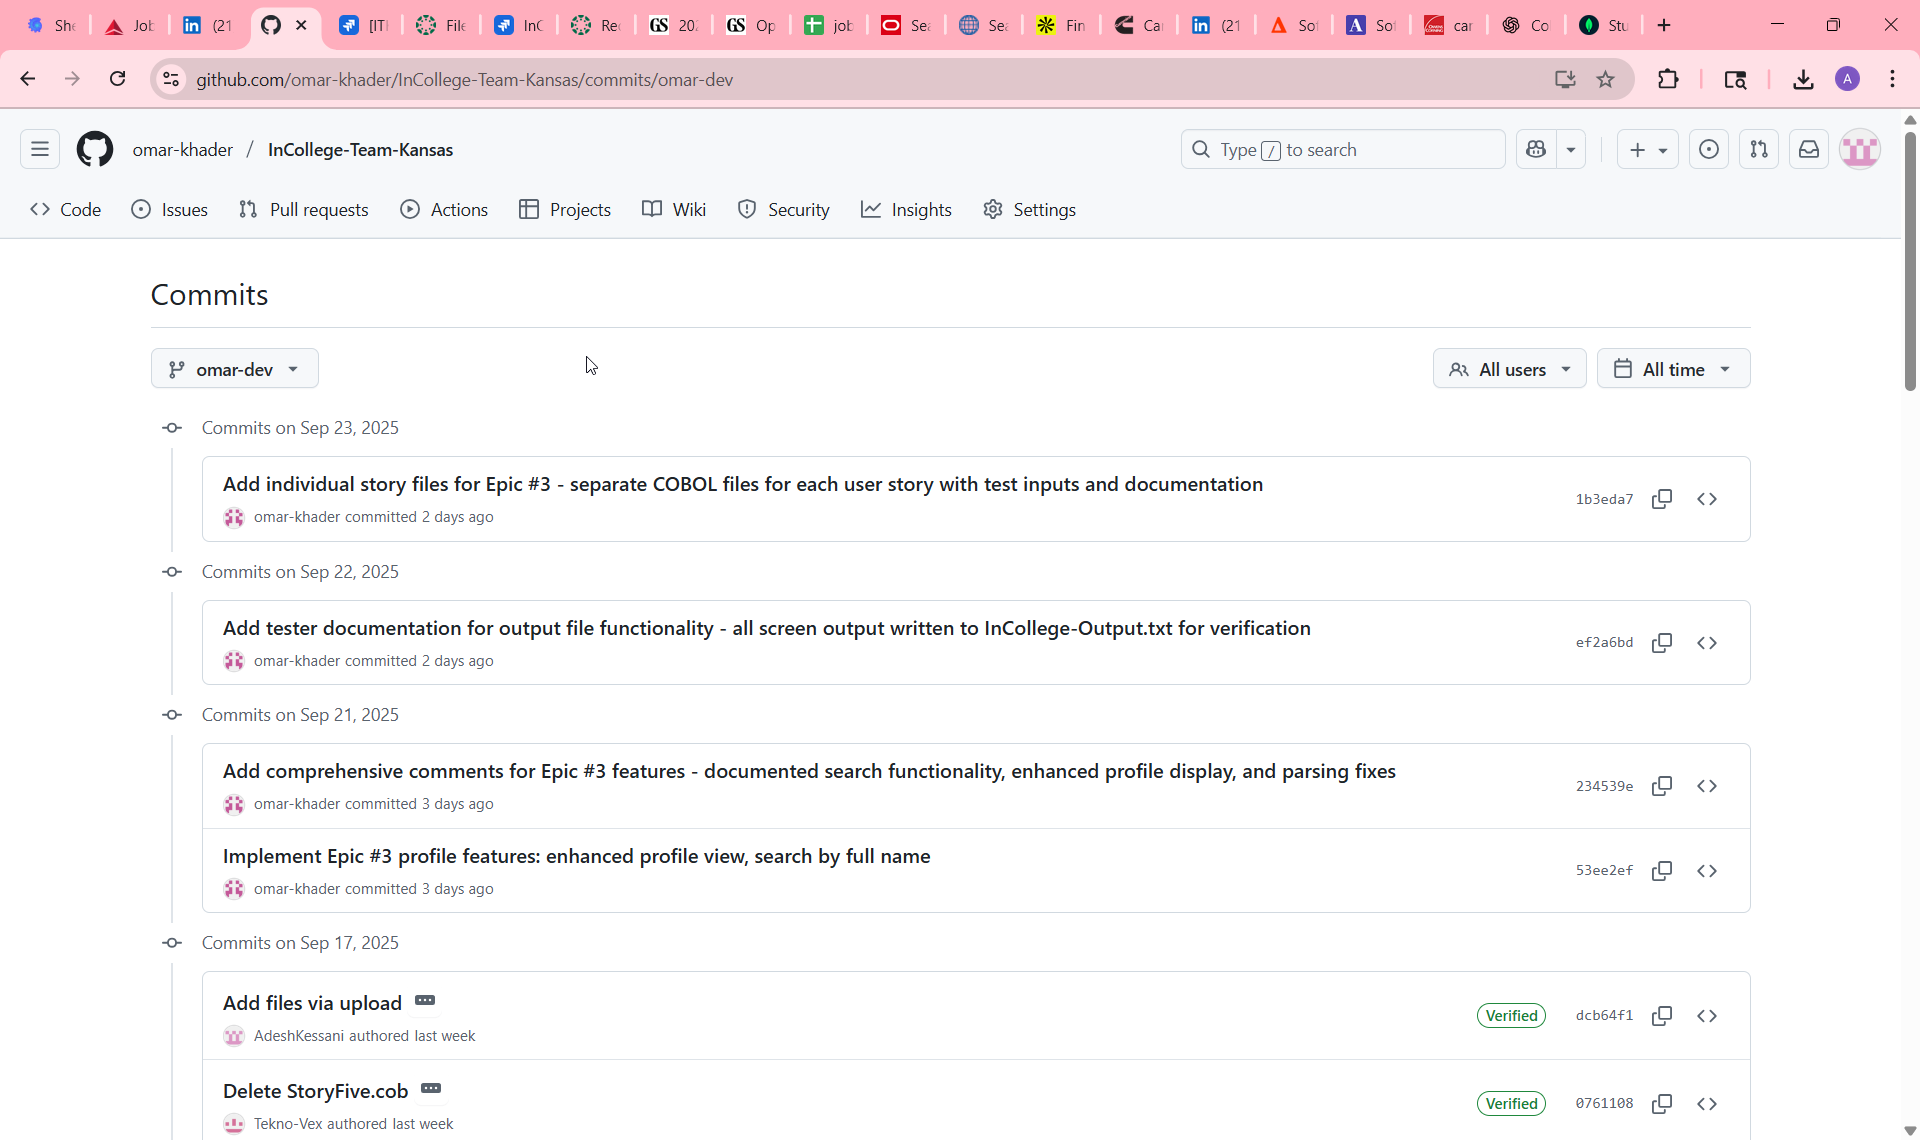 She
Job
(21
[ITI
File
InC
Rec
GS 202
GS Op
job
Sea
Sea
Fin
Car
(21
Sof
Sof
car
Co
Stu
github.com/omar-khader/InCollege-Team-Kansas/commits/omar-dev
A
omar-khader / InCollege-Team-Kansas
Type / to search
Code
Issues
Pull requests
Actions
Projects
Wiki
Security
Insights
Settings
Commits
omar-dev
All users
All time
Commits on Sep 23, 2025
Add individual story files for Epic #3 - separate COBOL files for each user story with test inputs and documentation
omar-khader committed 2 days ago
1b3eda7
Commits on Sep 22, 2025
Add tester documentation for output file functionality - all screen output written to InCollege-Output.txt for verification
omar-khader committed 2 days ago
ef2a6bd
Commits on Sep 21, 2025
Add comprehensive comments for Epic #3 features - documented search functionality, enhanced profile display, and parsing fixes
omar-khader committed 3 days ago
234539e
Implement Epic #3 profile features: enhanced profile view, search by full name
omar-khader committed 3 days ago
53ee2ef
Commits on Sep 17, 2025
Add files via upload
AdeshKessani authored last week
Verified
dcb64f1
Delete StoryFive.cob
Tekno-Vex authored last week
Verified
0761108